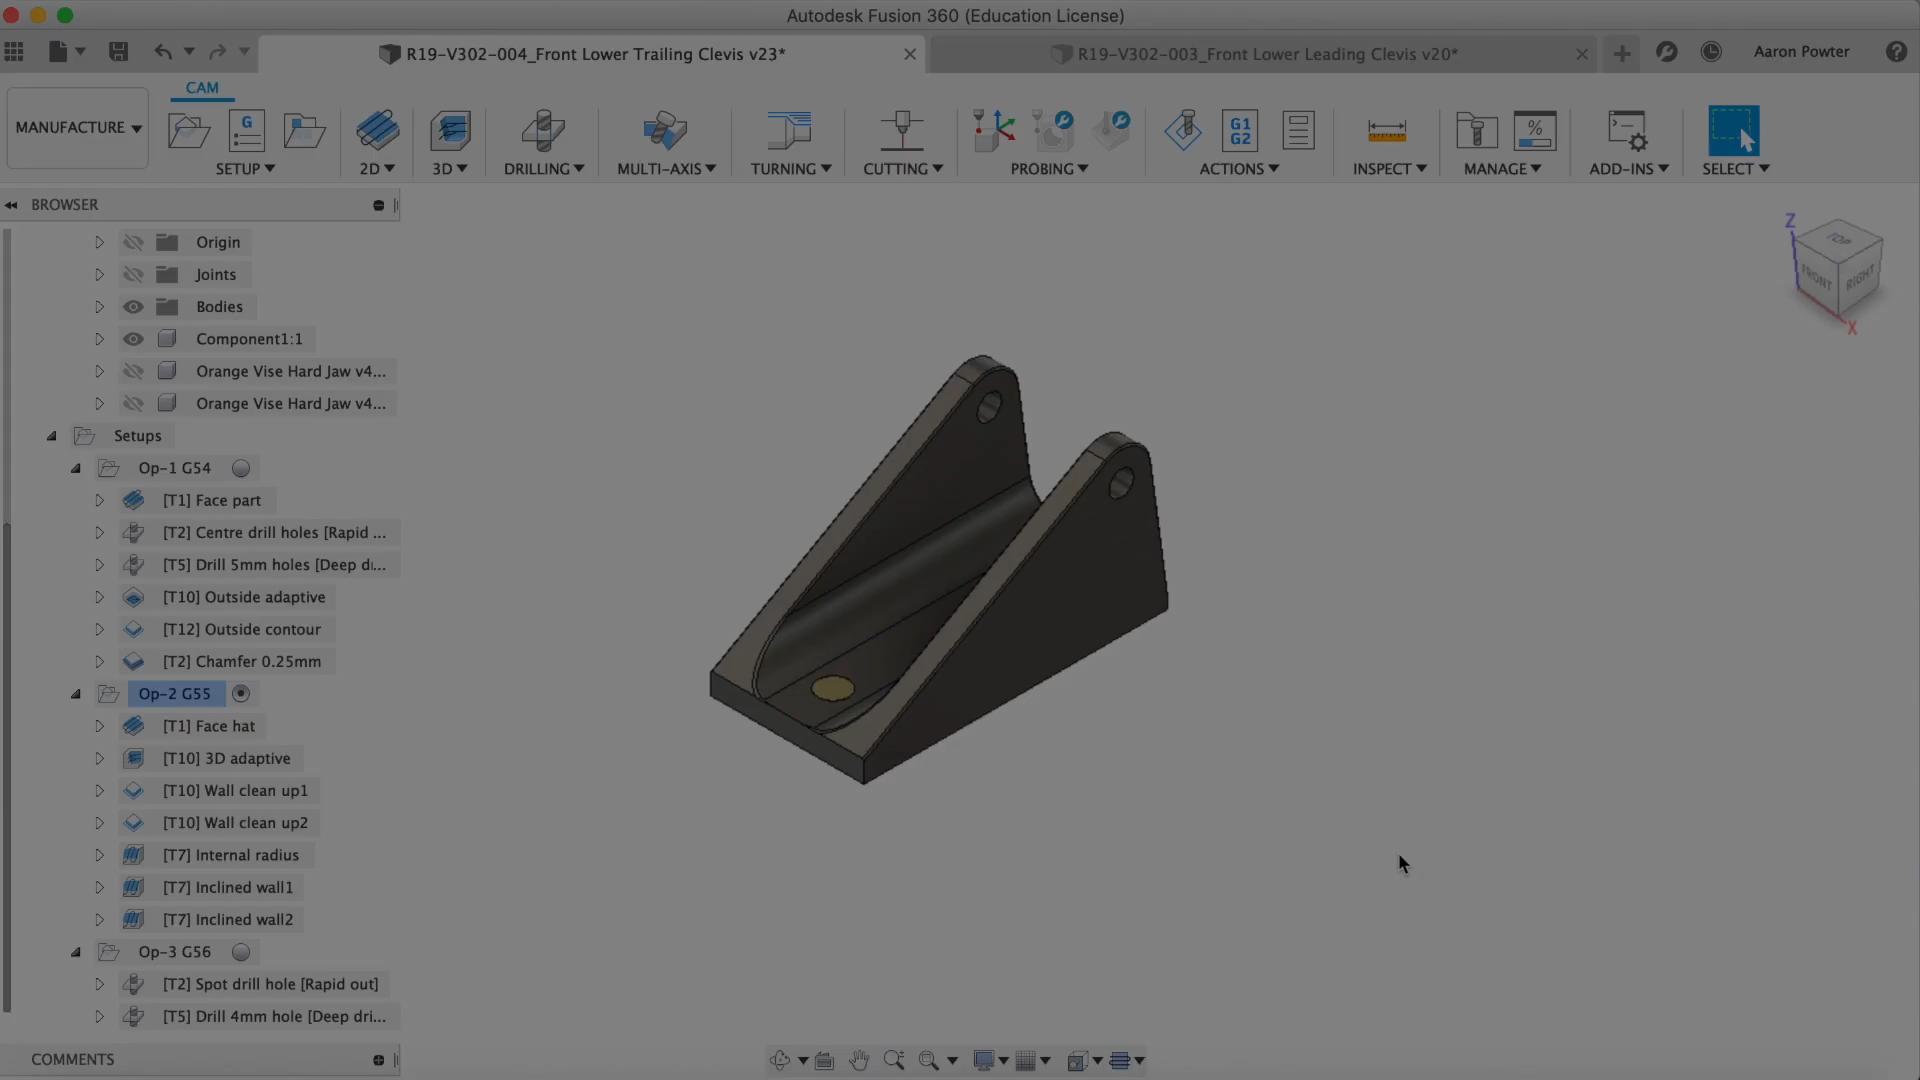 Autodesk Fusion 360 (Education License)
R19-V302-004_Front Lower Trailing Clevis v23*
R19-V302-003_Front Lower Leading Clevis v20*
Aaron Powter
CAM
MANUFACTURE
G
G1
G2
%
SETUP
2D
3D
DRILLING
MULTI-AXIS
TURNING
CUTTING
PROBING
ACTIONS
INSPECT
MANAGE
ADD-INS
SELECT
BROWSER
Origin
Joints
Bodies
Component1:1
Orange Vise Hard Jaw v4...
Orange Vise Hard Jaw v4...
Setups
Op-1 G54
[T1] Face part
[T2] Centre drill holes [Rapid ...
[T5] Drill 5mm holes [Deep d...
[T10] Outside adaptive
[T12] Outside contour
[T2] Chamfer 0.25mm
Op-2 G55
[T1] Face hat
[T10] 3D adaptive
[T10] Wall clean up1
[T10] Wall clean up2
[T7] Internal radius
[T7] Inclined wall1
[T7] Inclined wall2
Op-3 G56
[T2] Spot drill hole [Rapid out]
[T5] Drill 4mm hole [Deep dri...
COMMENTS
Z
TOP
FRONT
RIGHT
X